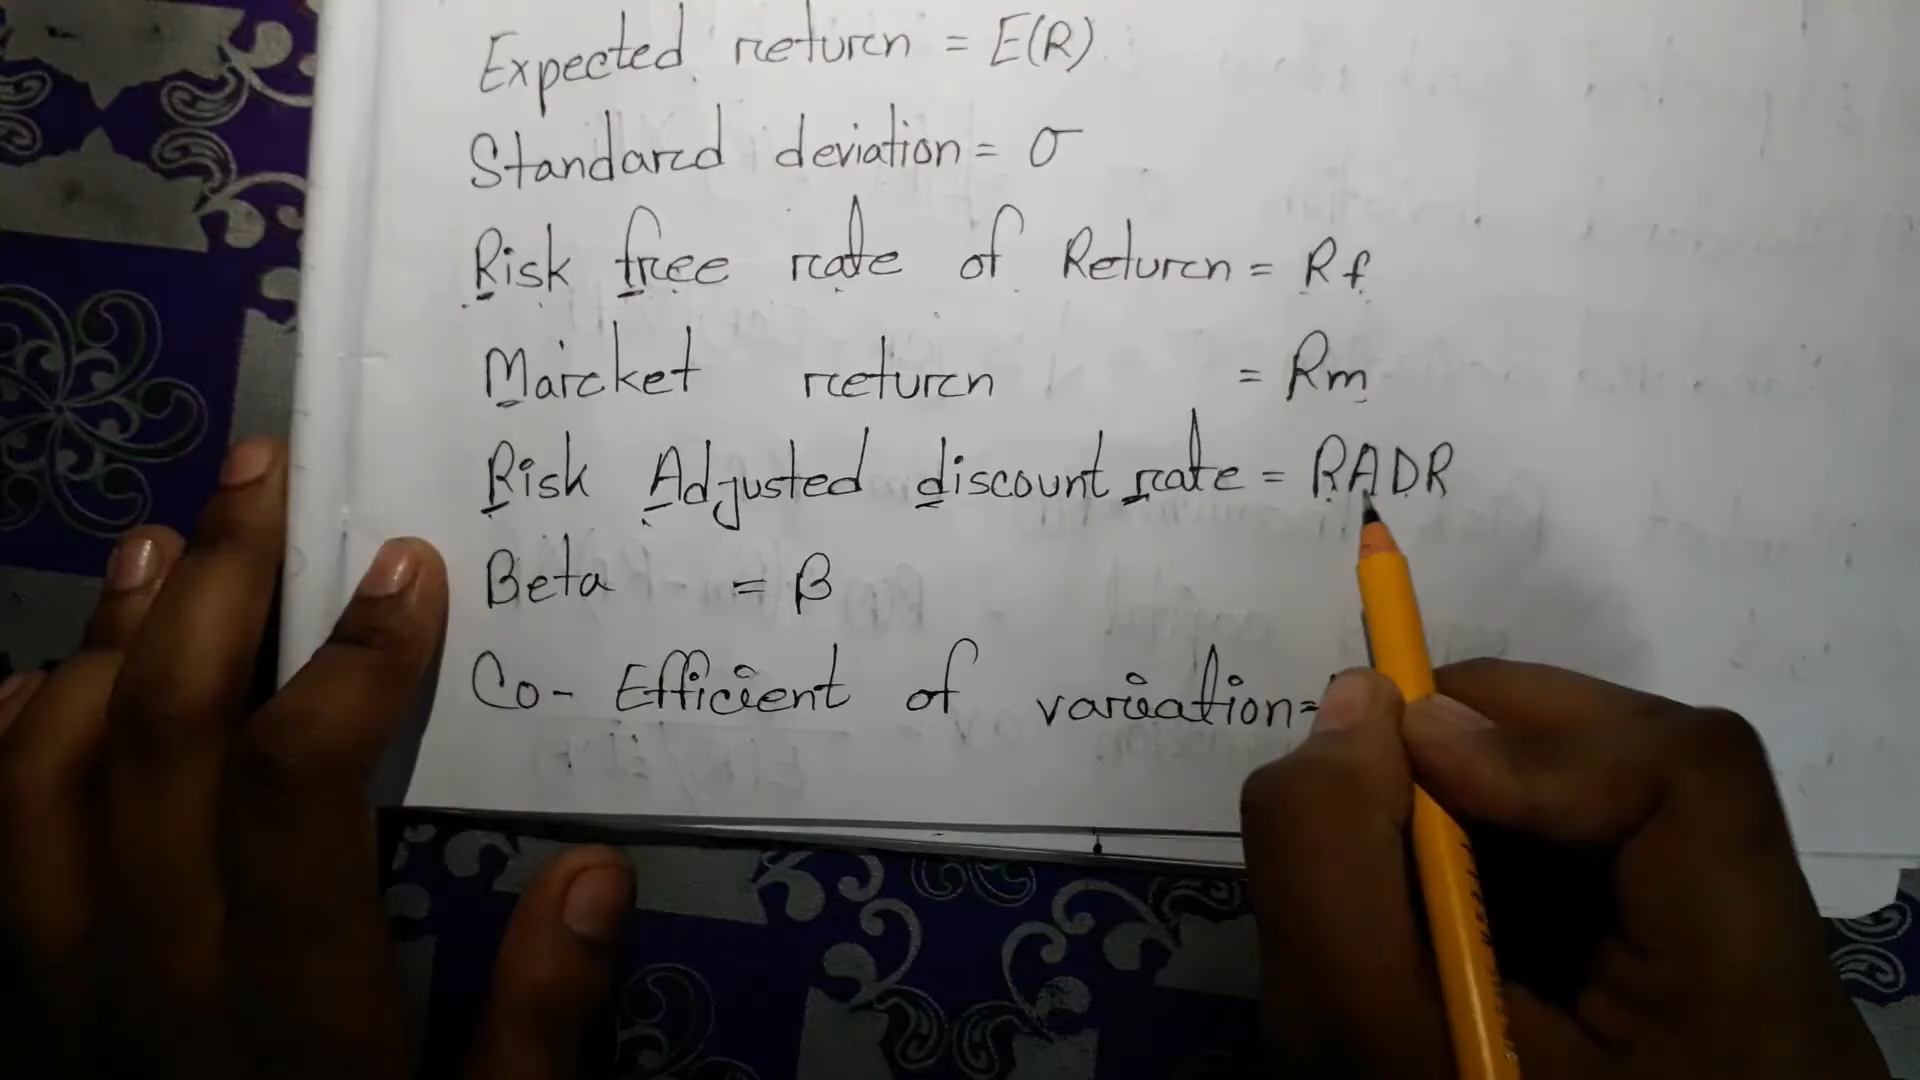 Expected return = E(R)
Standard deviation = σ
Risk free rate of Return = Rf
Market return = Rm
Risk Adjusted discount rate = RADR
Beta = β
Co-Efficient of variation =